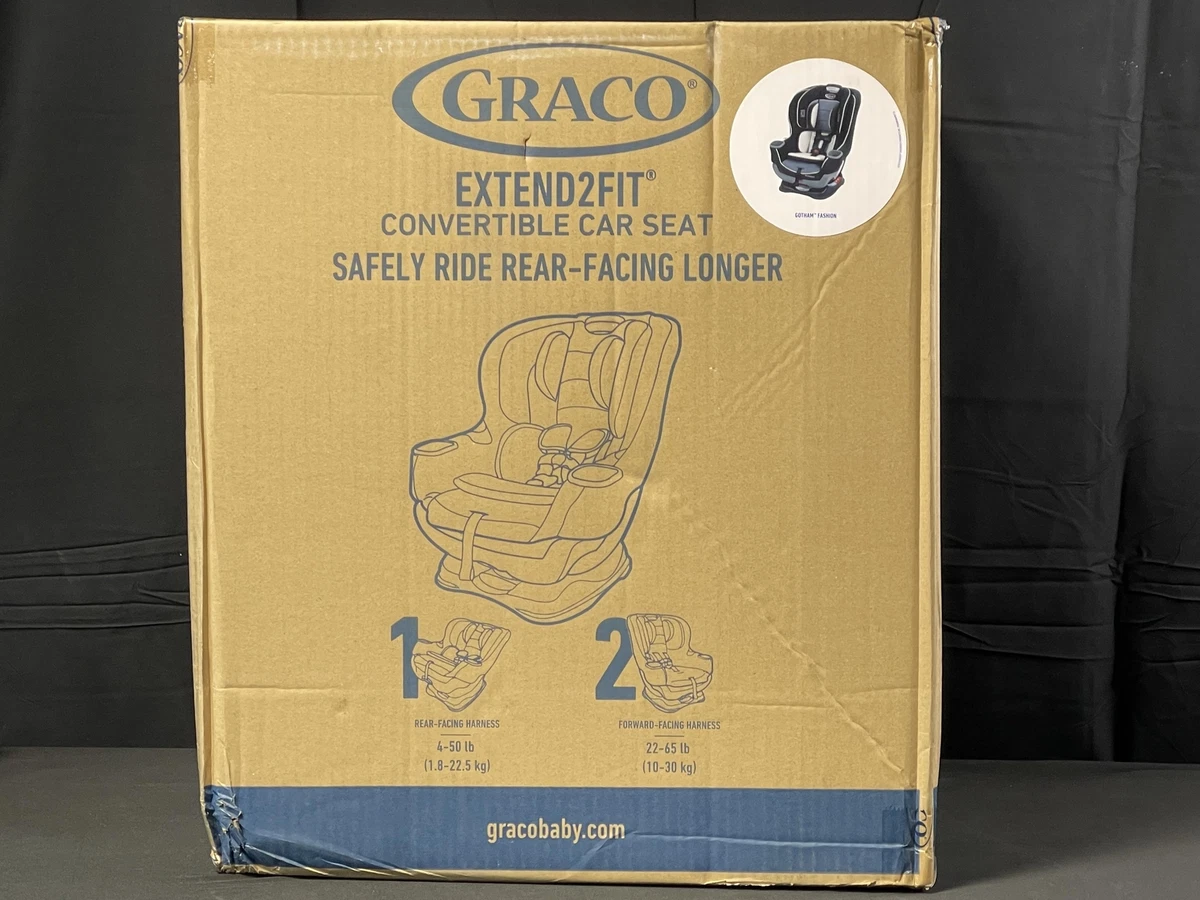 GRACO®
EXTEND2FIT®
CONVERTIBLE CAR SEAT
SAFELY RIDE REAR-FACING LONGER
GOTHAM™ FASHION
1
2
REAR-FACING HARNESS
4-50 lb
(1.8-22.5 kg)
FORWARD-FACING HARNESS
22-65 lb
(10-30 kg)
gracobaby.com